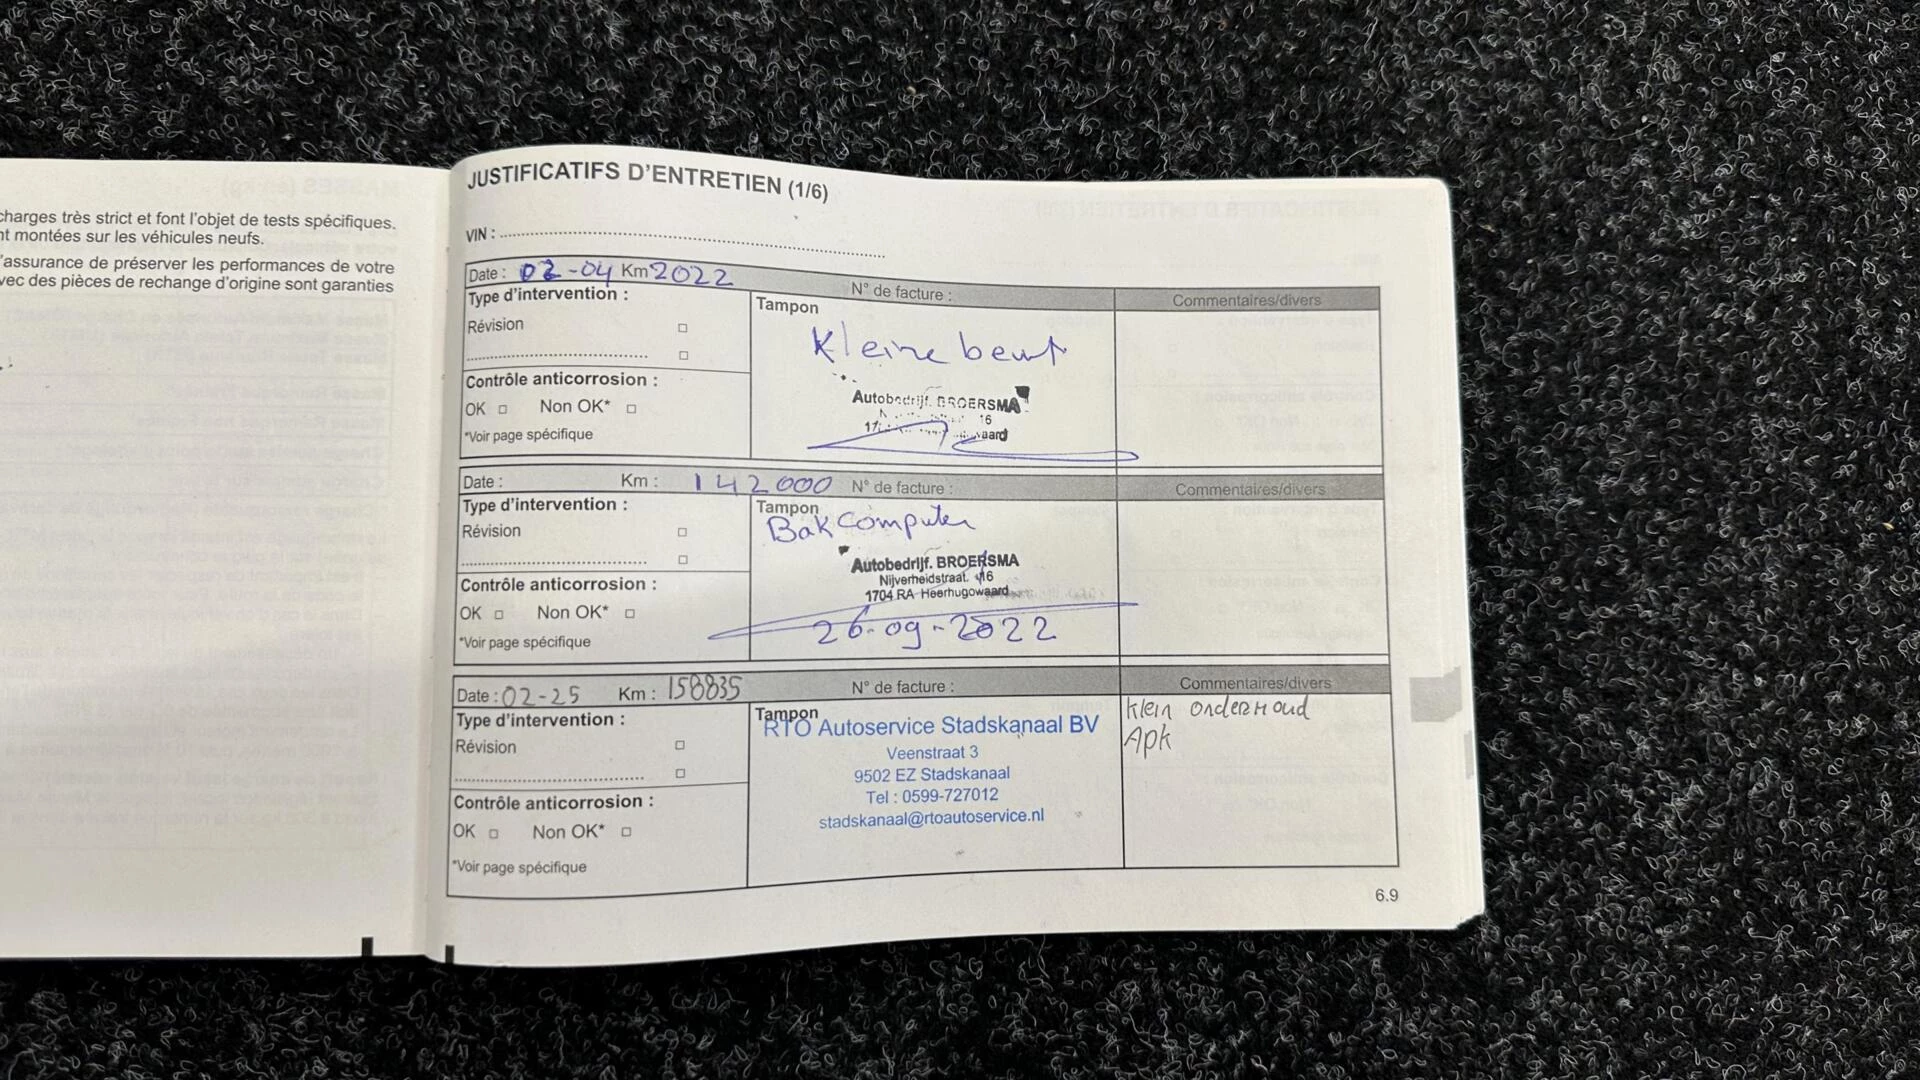 charges très strict et font l'objet de tests spécifiques.
nt montées sur les véhicules neufs.
'assurance de préserver les performances de votre
vec des pièces de rechange d'origine sont garanties
JUSTIFICATIFS D'ENTRETIEN (1/6)
VIN :
Date : 02-04 Km 2022 N° de facture :
Commentaires/divers
Type d'intervention :
Révision
Contrôle anticorrosion :
OK Non OK*
*Voir page spécifique
Tampon
Kleine beurt
Autobedrijf. BROERSMA
16
Date : Km : 142000 N° de facture :
Commentaires/divers
Type d'intervention :
Révision
Contrôle anticorrosion :
OK Non OK*
*Voir page spécifique
Tampon
Bak computer
Autobedrijf. BROERSMA
Nijverheidstraat. 16
1704 RA Heerhugowaard
26-09-2022
Date : 02-25 Km : 158835 N° de facture :
Commentaires/divers
Type d'intervention :
Révision
Contrôle anticorrosion :
OK Non OK*
*Voir page spécifique
Tampon
RTO Autoservice Stadskanaal BV
Veenstraat 3
9502 EZ Stadskanaal
Tel : 0599-727012
stadskanaal@rtoautoservice.nl
Klein onderhoud
Apk
6.9